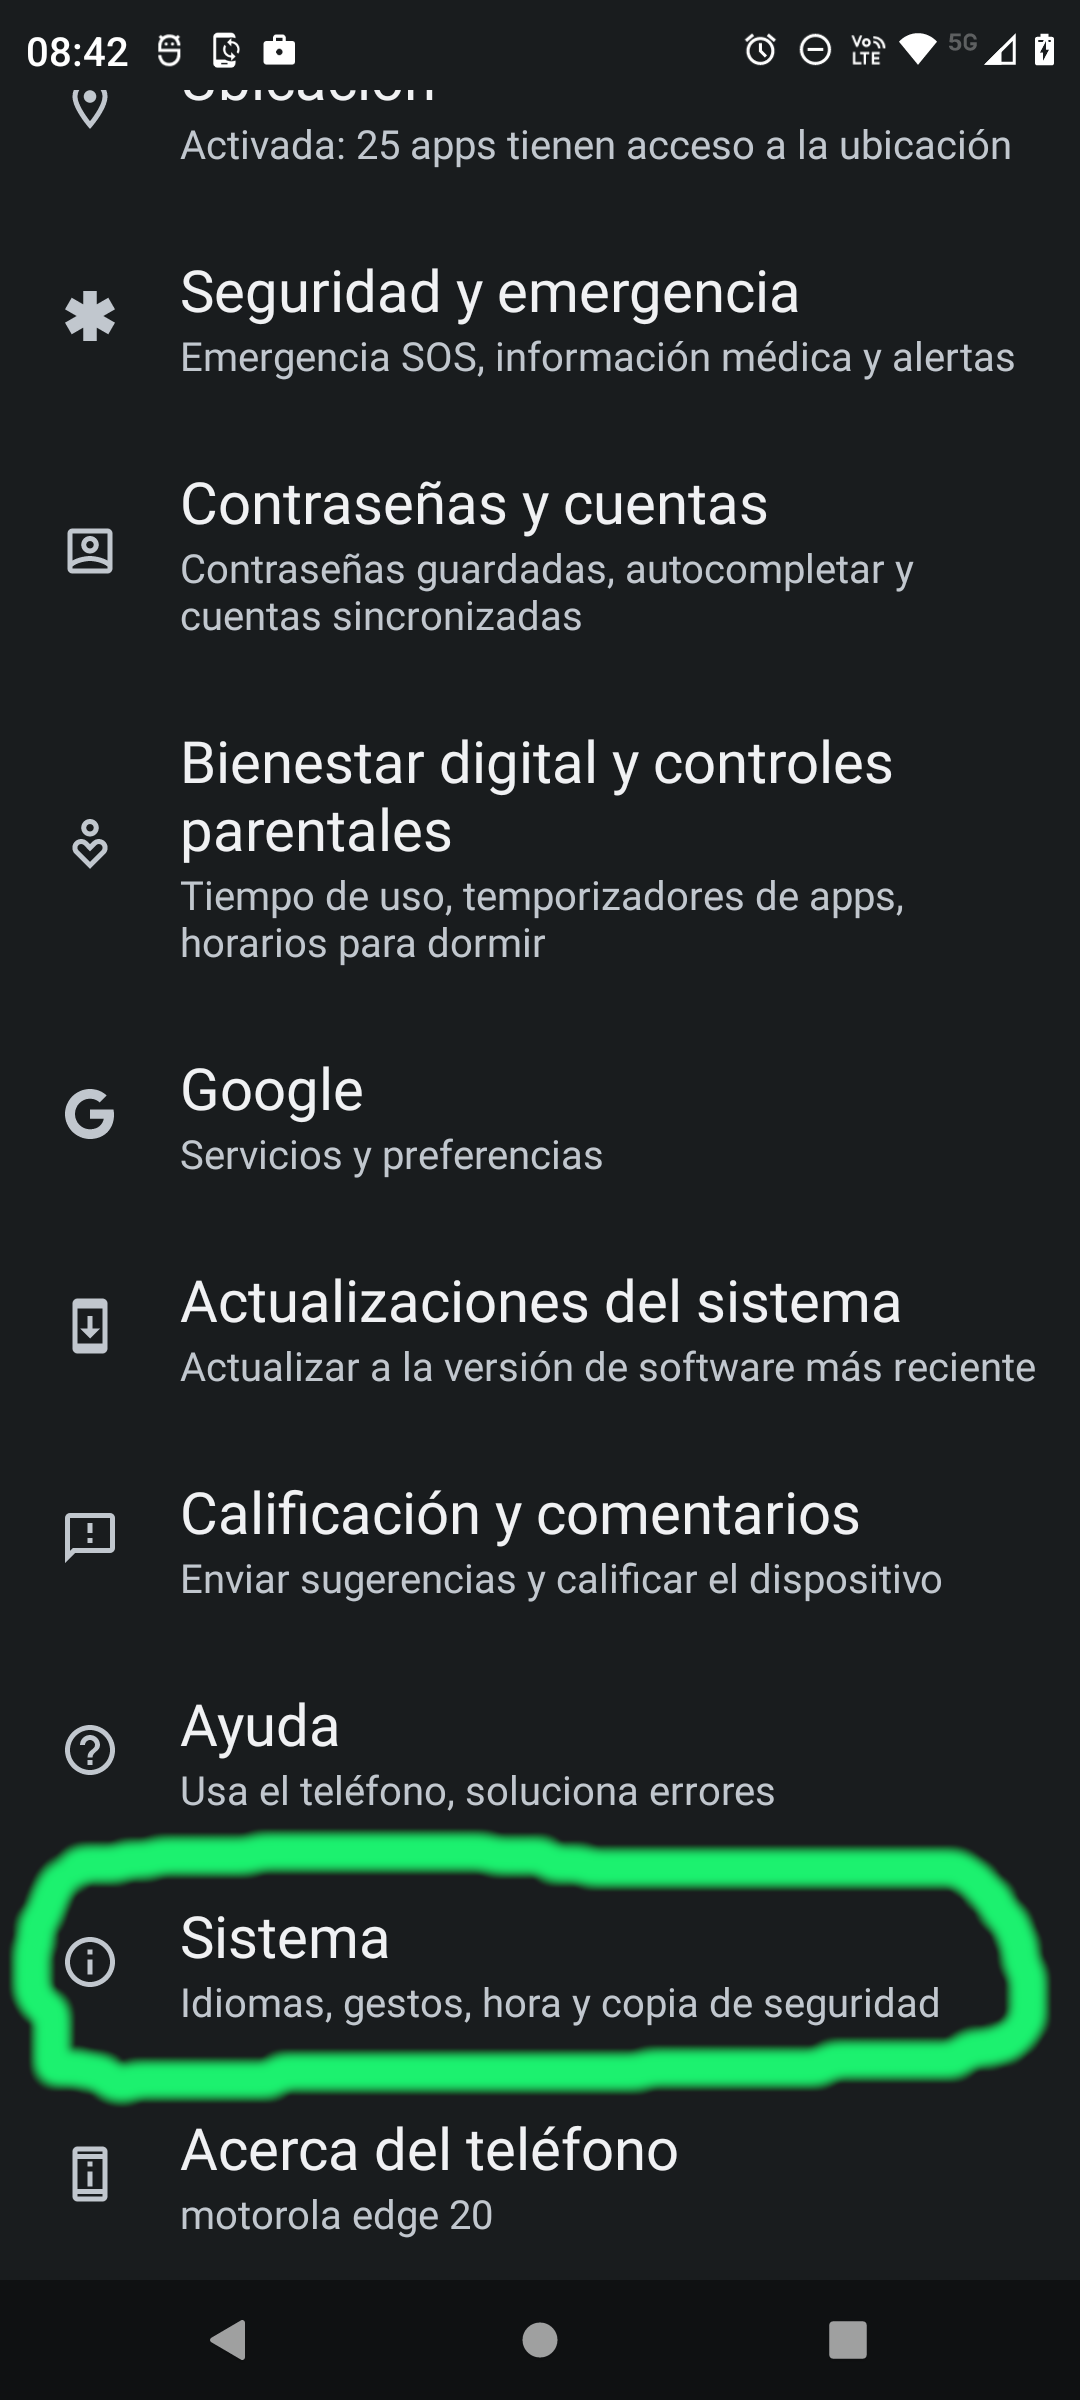 08:42
Vo LTE 5G
Ubicación
Activada: 25 apps tienen acceso a la ubicación
Seguridad y emergencia
Emergencia SOS, información médica y alertas
Contraseñas y cuentas
Contraseñas guardadas, autocompletar y
cuentas sincronizadas
Bienestar digital y controles
parentales
Tiempo de uso, temporizadores de apps,
horarios para dormir
Google
Servicios y preferencias
Actualizaciones del sistema
Actualizar a la versión de software más reciente
Calificación y comentarios
Enviar sugerencias y calificar el dispositivo
Ayuda
Usa el teléfono, soluciona errores
Sistema
Idiomas, gestos, hora y copia de seguridad
Acerca del teléfono
motorola edge 20